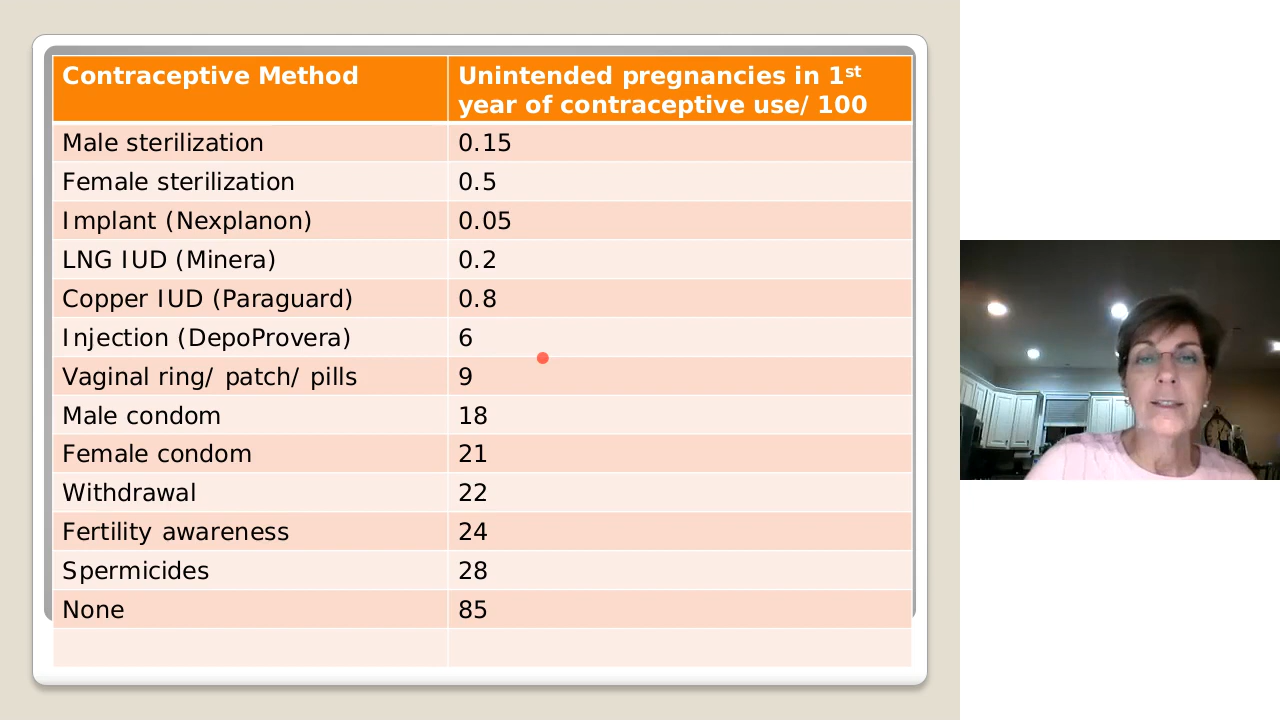 Contraceptive Method
Unintended pregnancies in 1st
year of contraceptive use/ 100
Male sterilization 0.15
Female sterilization 0.5
Implant (Nexplanon) 0.05
LNG IUD (Minera) 0.2
Copper IUD (Paraguard) 0.8
Injection (DepoProvera) 6
Vaginal ring/ patch/ pills 9
Male condom 18
Female condom 21
Withdrawal 22
Fertility awareness 24
Spermicides 28
None 85